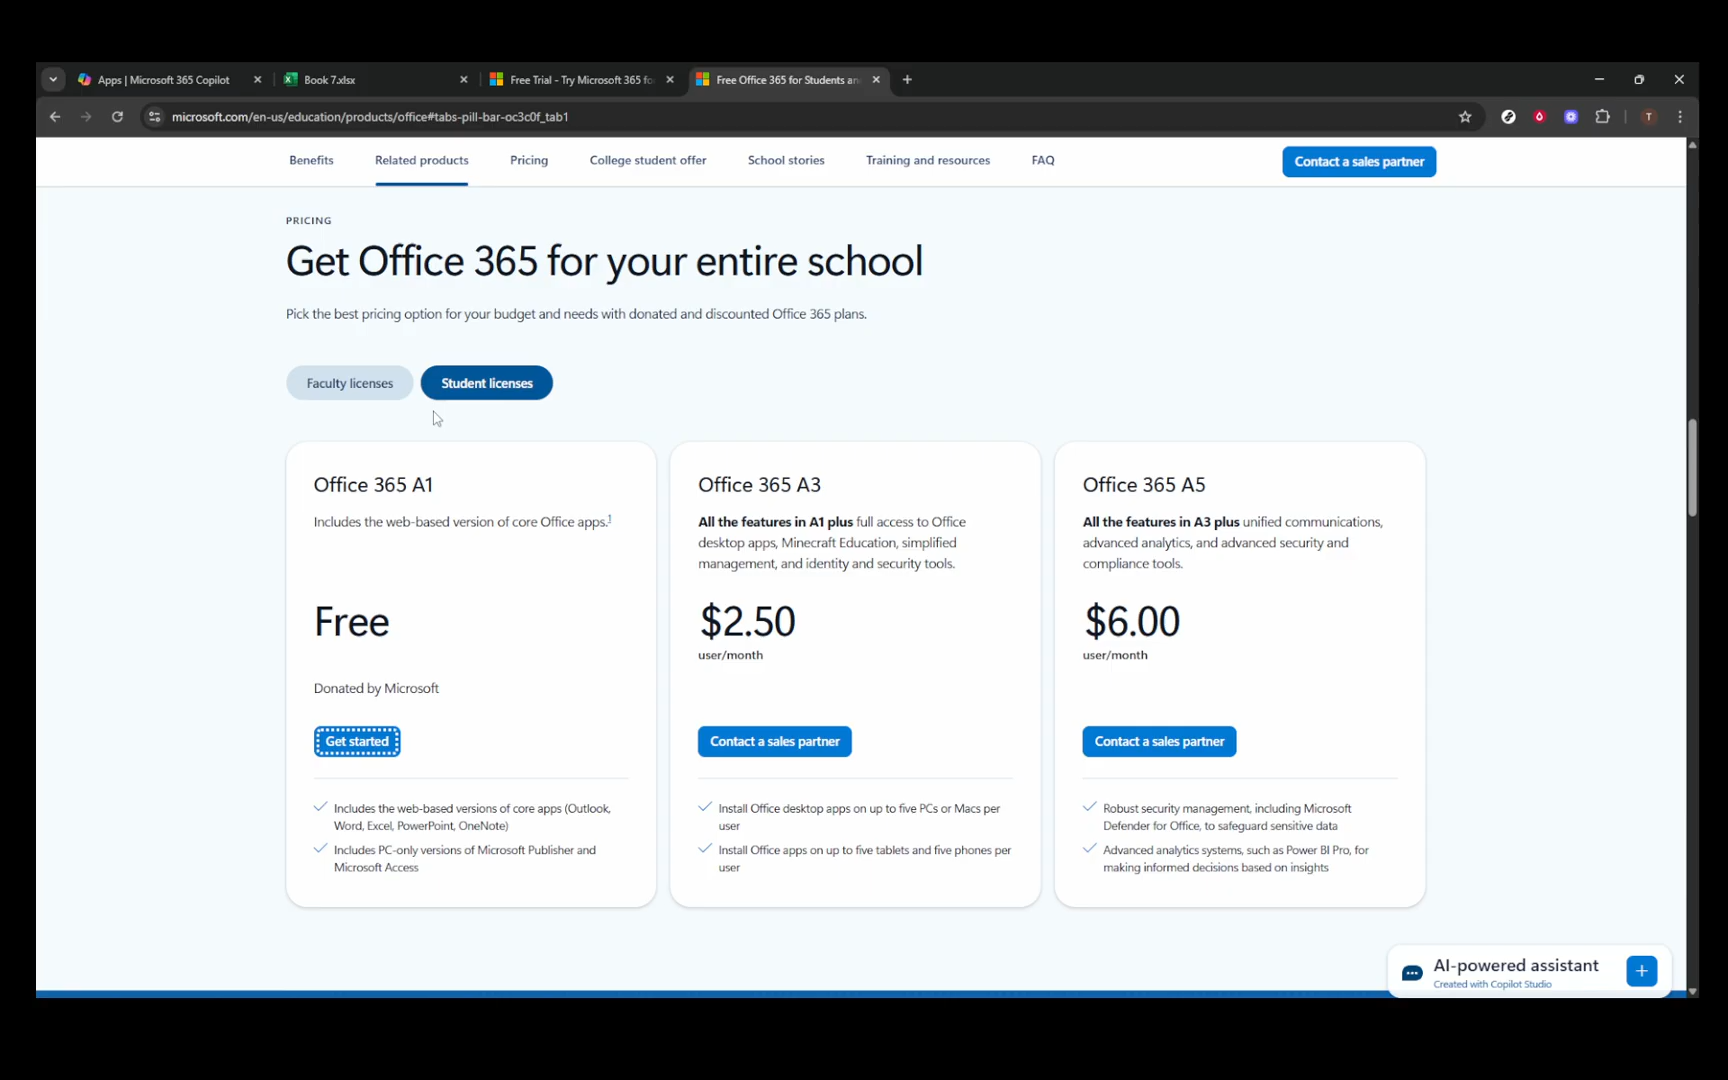 Apps | Microsoft 365 Copilot
Book 7.xlsx
Free Trial - Try Microsoft 365 fo
Free Office 365 for Students an
microsoft.com/en-us/education/products/office#tabs-pill-bar-oc3c0f_tab1
T
Benefits
Related products
Pricing
College student offer
School stories
Training and resources
FAQ
Contact a sales partner
PRICING
Get Office 365 for your entire school
Pick the best pricing option for your budget and needs with donated and discounted Office 365 plans.
Faculty licenses
Student licenses
Office 365 A1
Includes the web-based version of core Office apps.1
Free
Donated by Microsoft
Get started
Includes the web-based versions of core apps (Outlook,
Word, Excel, PowerPoint, OneNote)
Includes PC-only versions of Microsoft Publisher and
Microsoft Access
Office 365 A3
All the features in A1 plus full access to Office
desktop apps, Minecraft Education, simplified
management, and identity and security tools.
$2.50
user/month
Contact a sales partner
Install Office desktop apps on up to five PCs or Macs per
user
Install Office apps on up to five tablets and five phones per
user
Office 365 A5
All the features in A3 plus unified communications,
advanced analytics, and advanced security and
compliance tools.
$6.00
user/month
Contact a sales partner
Robust security management, including Microsoft
Defender for Office, to safeguard sensitive data
Advanced analytics systems, such as Power BI Pro, for
making informed decisions based on insights
AI-powered assistant
Created with Copilot Studio